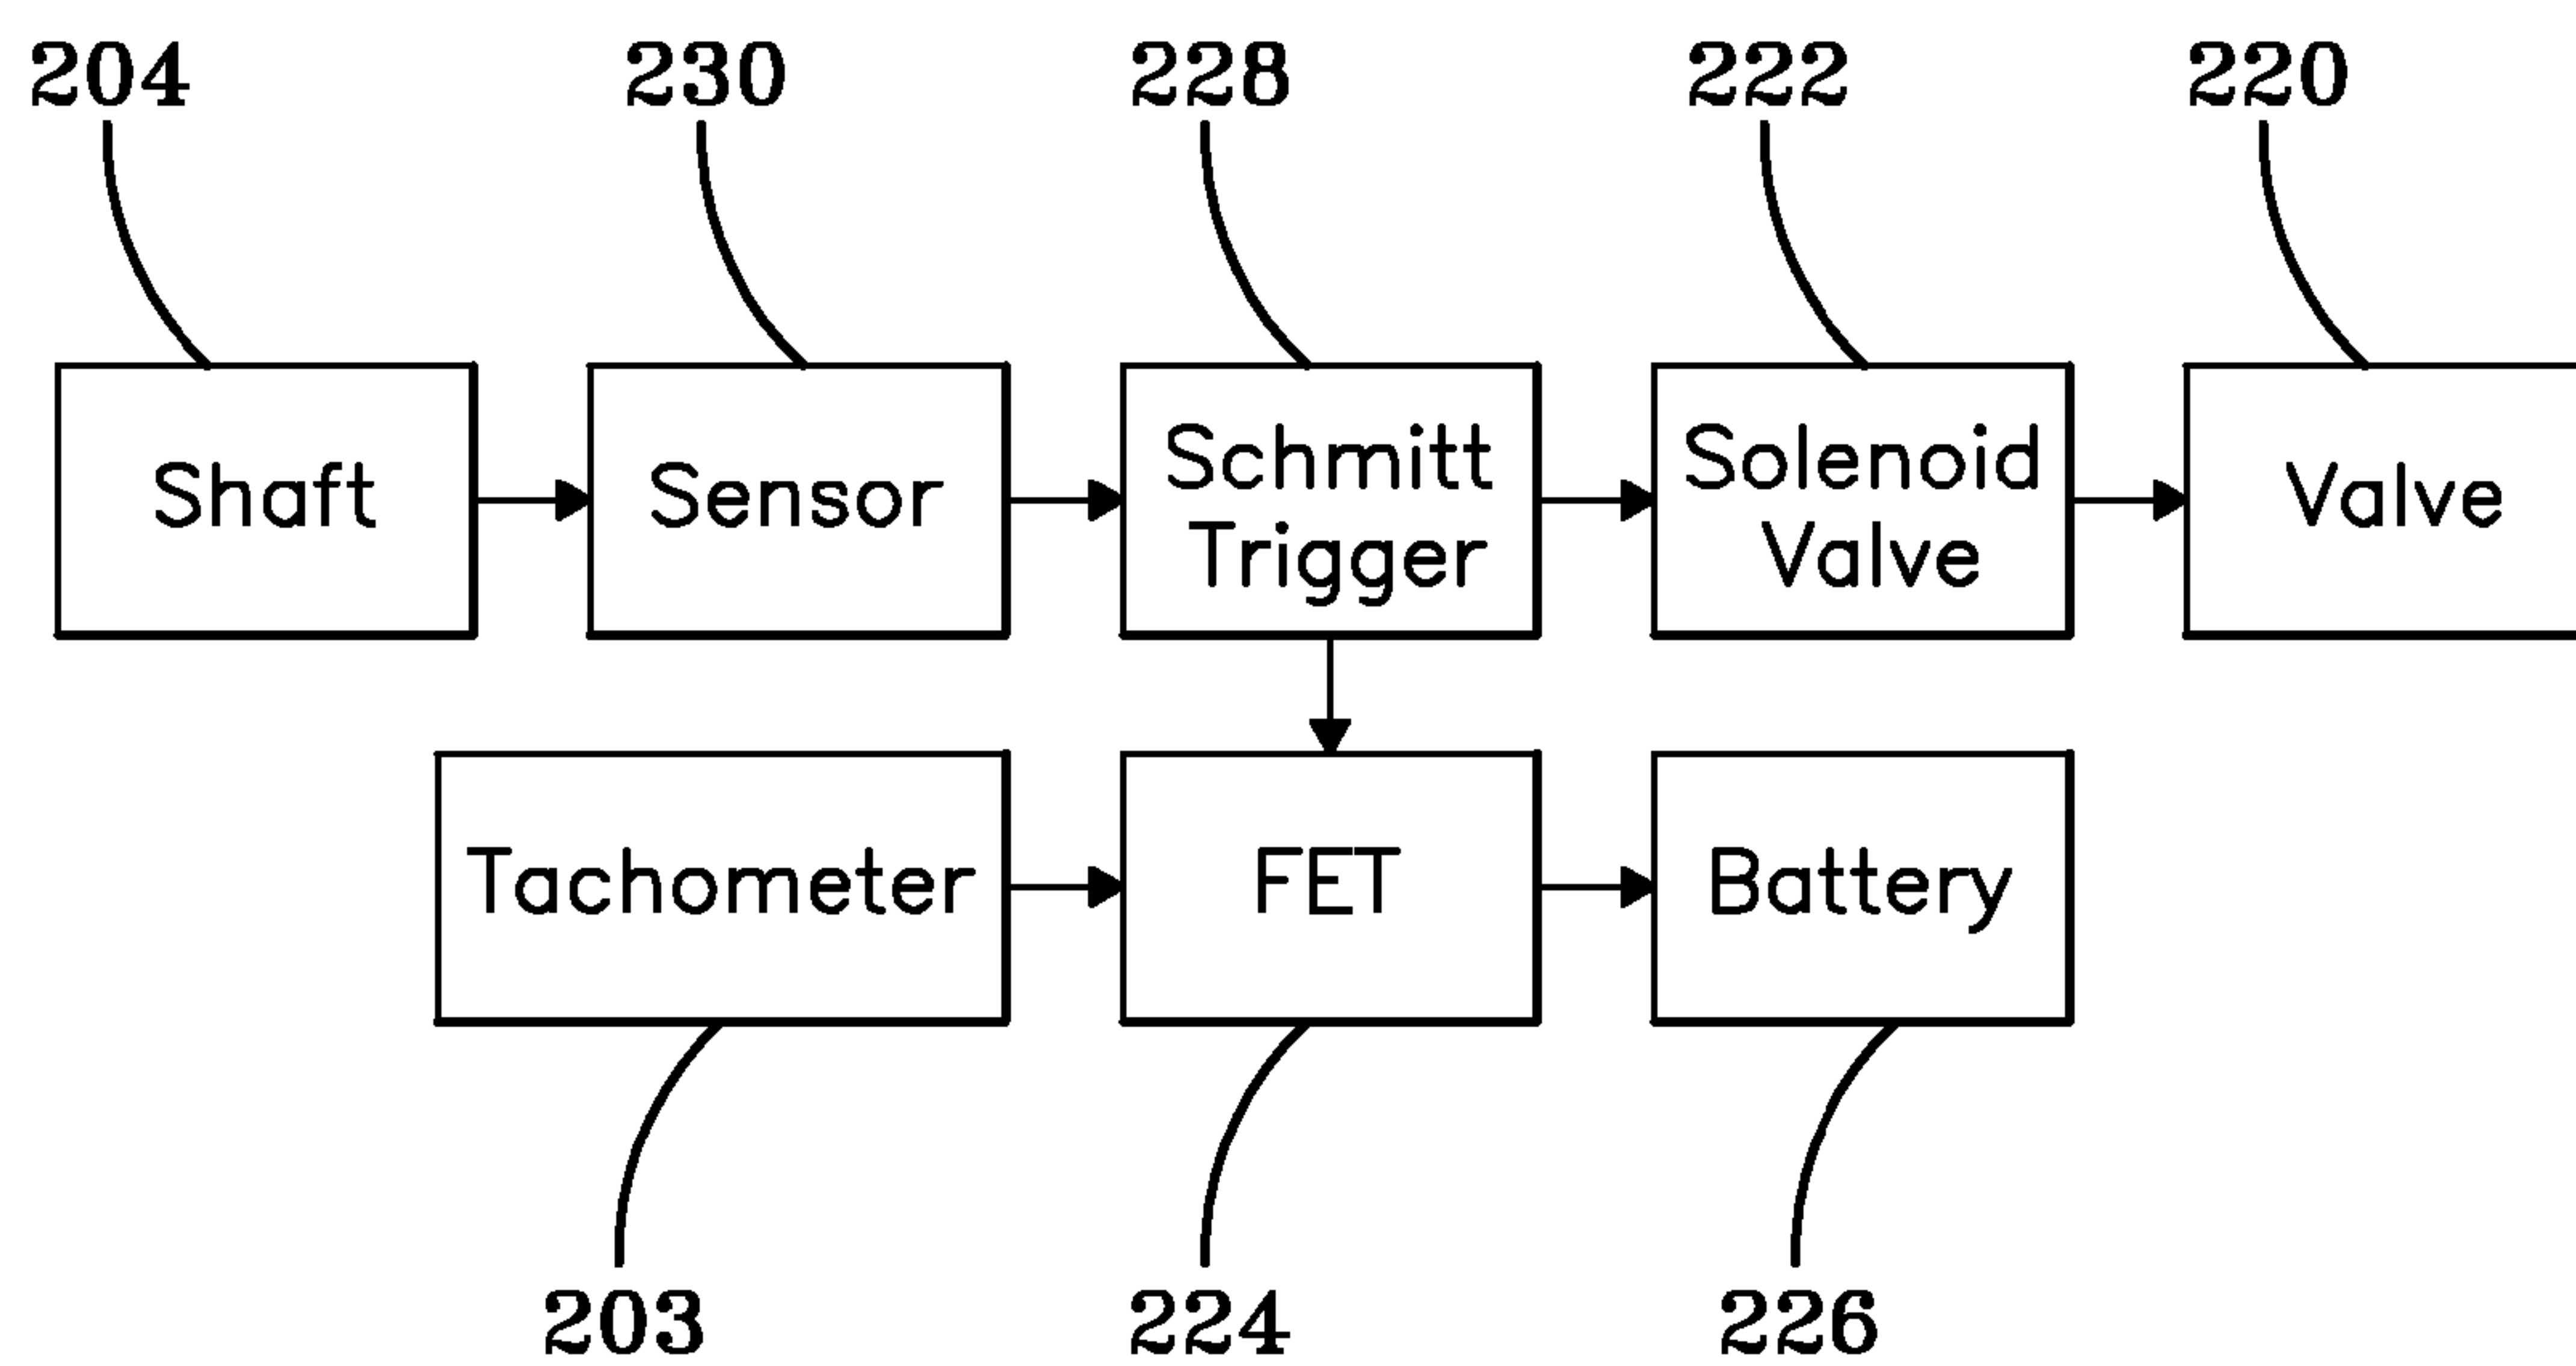 204 230 228 222 220
Shaft Sensor Schmitt Trigger Solenoid Valve Valve
Tachometer FET Battery
203 224 226